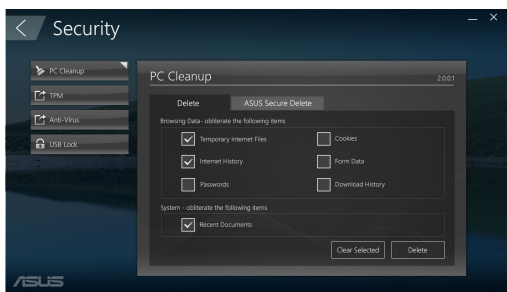 Security
PC Cleanup
TPM
Anti-Virus
USB Lock
PC Cleanup 2.0.0.1
Delete ASUS Secure Delete
Browsing Data- obliterate the following items
Temporary Internet Files Cookies
Internet History Form Data
Passwords Download History
System - obliterate the following items
Recent Documents
Clear Selected Delete
ASUS